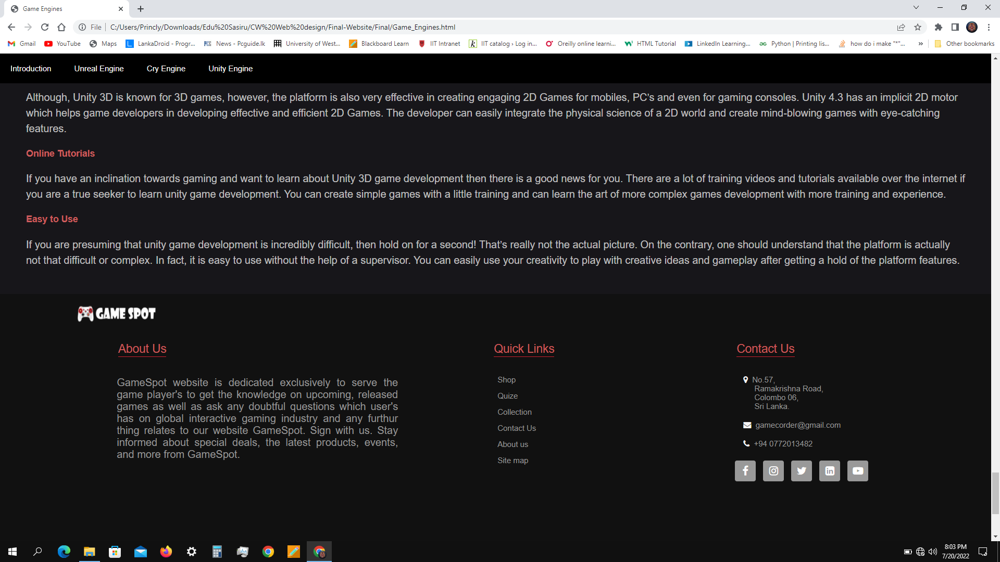 Game Engines
File
C:/Users/Princly/Downloads/Edu%20Sasiru/CW%20Web%20design/Final-Website/Final/Game_Engines.html
Gmail YouTube Maps LankaDroid - Progr... News - Pcguide.lk University of West... Blackboard Learn IIT Intranet IIT catalog › Log in... Oreilly online learni... HTML Tutorial LinkedIn Learning... Python | Printing lis... how do i make "*"... » Other bookmarks
Introduction Unreal Engine Cry Engine Unity Engine
Although, Unity 3D is known for 3D games, however, the platform is also very effective in creating engaging 2D Games for mobiles, PC’s and even for gaming consoles. Unity 4.3 has an implicit 2D motor
which helps game developers in developing effective and efficient 2D Games. The developer can easily integrate the physical science of a 2D world and create mind-blowing games with eye-catching
features.
Online Tutorials
If you have an inclination towards gaming and want to learn about Unity 3D game development then there is a good news for you. There are a lot of training videos and tutorials available over the internet if
you are a true seeker to learn unity game development. You can create simple games with a little training and can learn the art of more complex games development with more training and experience.
Easy to Use
If you are presuming that unity game development is incredibly difficult, then hold on for a second! That’s really not the actual picture. On the contrary, one should understand that the platform is actually
not that difficult or complex. In fact, it is easy to use without the help of a supervisor. You can easily use your creativity to play with creative ideas and gameplay after getting a hold of the platform features.
GAME SPOT
About Us
GameSpot website is dedicated exclusively to serve the
game player's to get the knowledge on upcoming, released
games as well as ask any doubtful questions which user's
has on global interactive gaming industry and any furthur
thing relates to our website GameSpot. Sign with us. Stay
informed about special deals, the latest products, events,
and more from GameSpot.
Quick Links
Shop
Quize
Collection
Contact Us
About us
Site map
Contact Us
No.57,
Ramakrishna Road,
Colombo 06,
Sri Lanka.
gamecorder@gmail.com
+94 0772013482
8:03 PM
7/20/2022